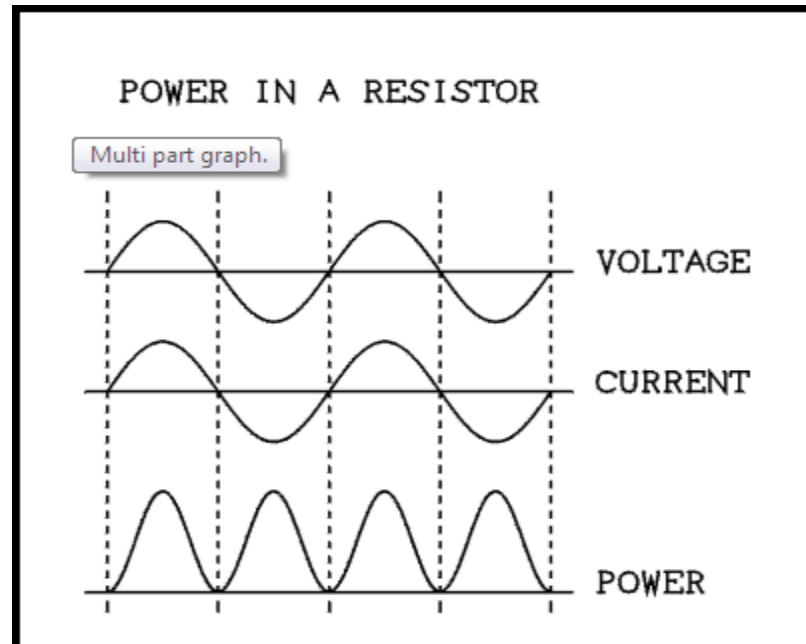 POWER IN A RESISTOR
Multi part graph.
VOLTAGE
CURRENT
POWER